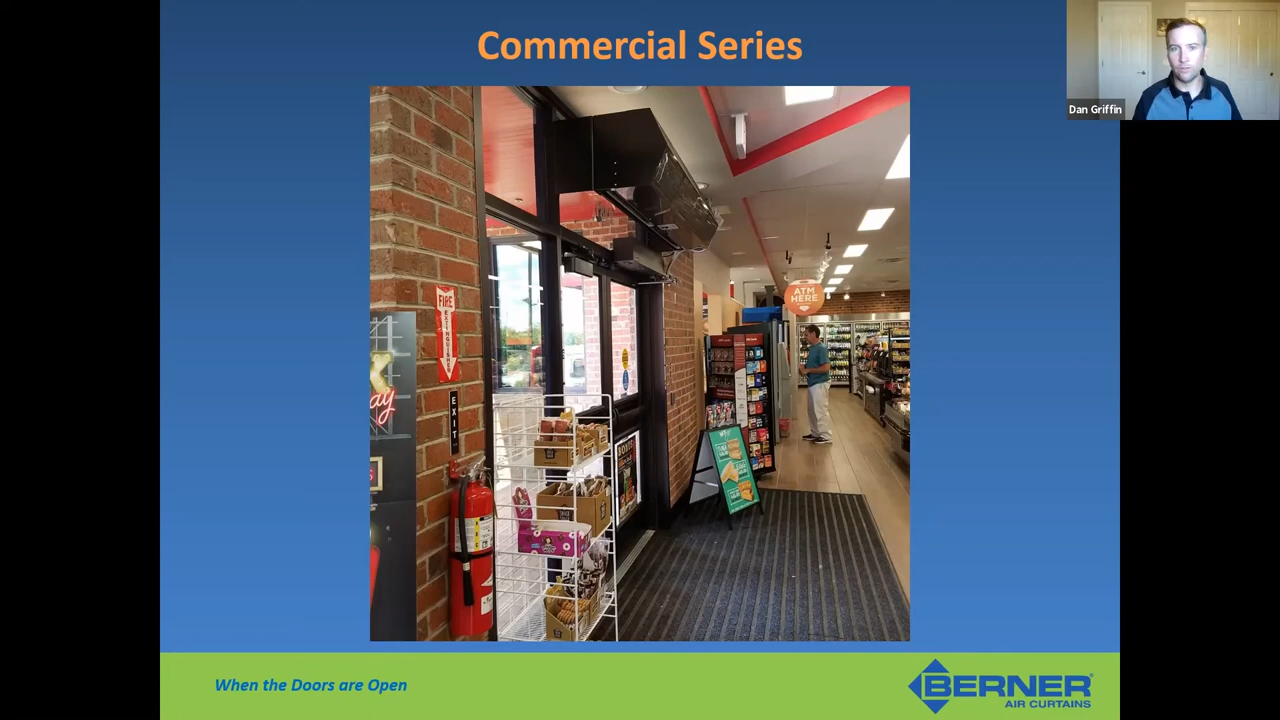 Commercial Series
Dan Griffin
FIRE
EXTINGUISHER
EXIT
ATM
HERE
When the Doors are Open
BERNER
AIR CURTAINS